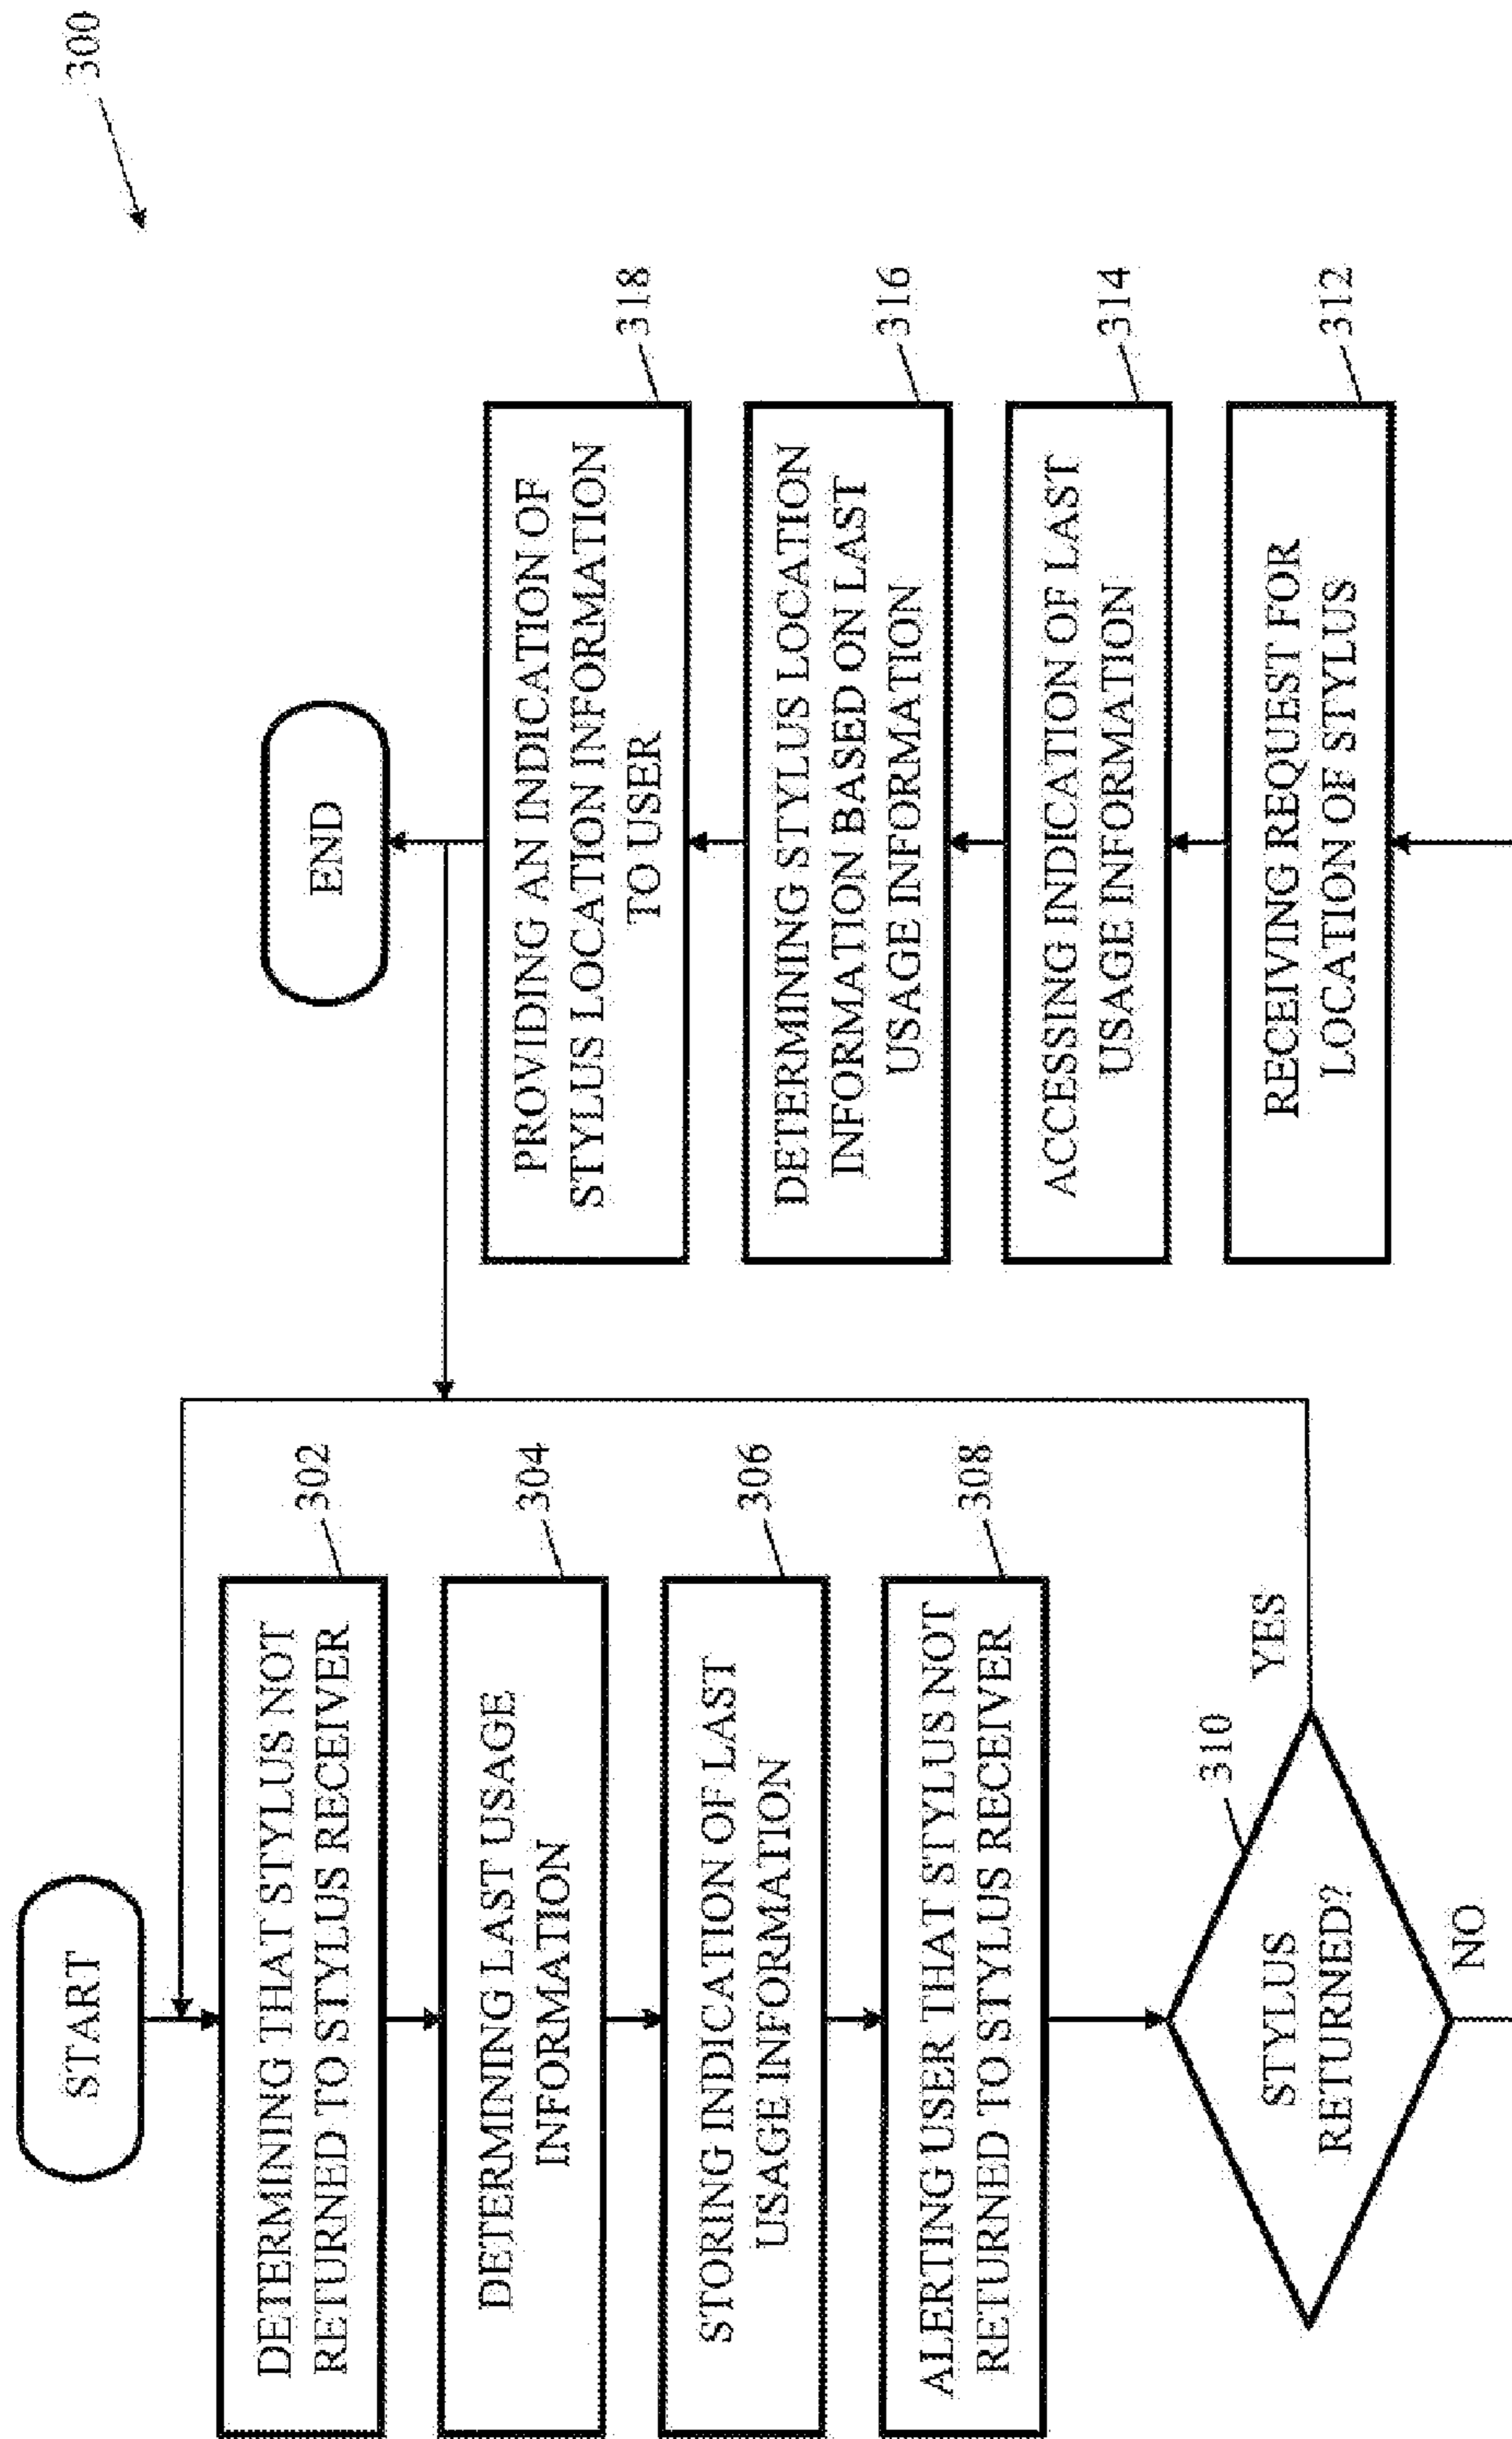 300
START
DETERMINING THAT STYLUS NOT
RETURNED TO STYLUS RECEIVER
302
DETERMINING LAST USAGE
INFORMATION
304
STORING INDICATION OF LAST
USAGE INFORMATION
306
ALERTING USER THAT STYLUS NOT
RETURNED TO STYLUS RECEIVER
308
STYLUS
RETURNED?
310
YES
NO
RECEIVING REQUEST FOR
LOCATION OF STYLUS
312
ACCESSING INDICATION OF LAST
USAGE INFORMATION
314
DETERMINING STYLUS LOCATION
INFORMATION BASED ON LAST
USAGE INFORMATION
316
PROVIDING AN INDICATION OF
STYLUS LOCATION INFORMATION
TO USER
318
END